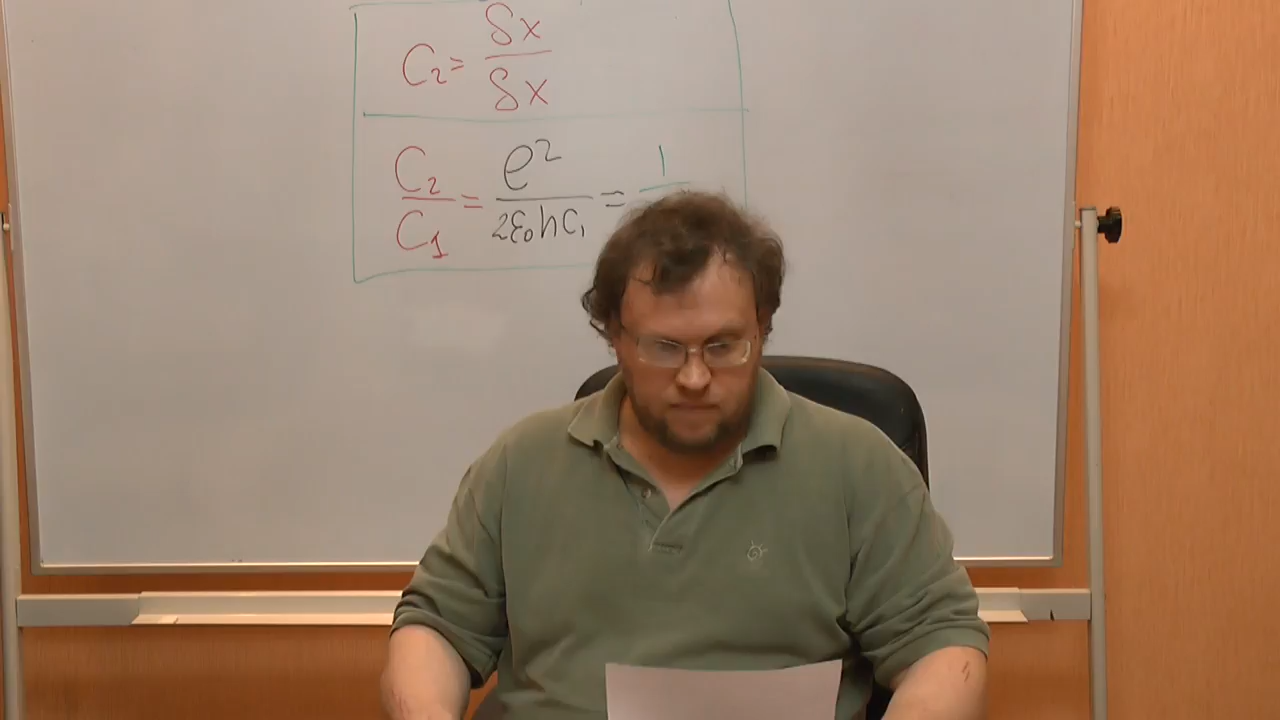 C₂ = δx / δx
C₂ / C₁ = e² / 2ε₀hC₁ = 1